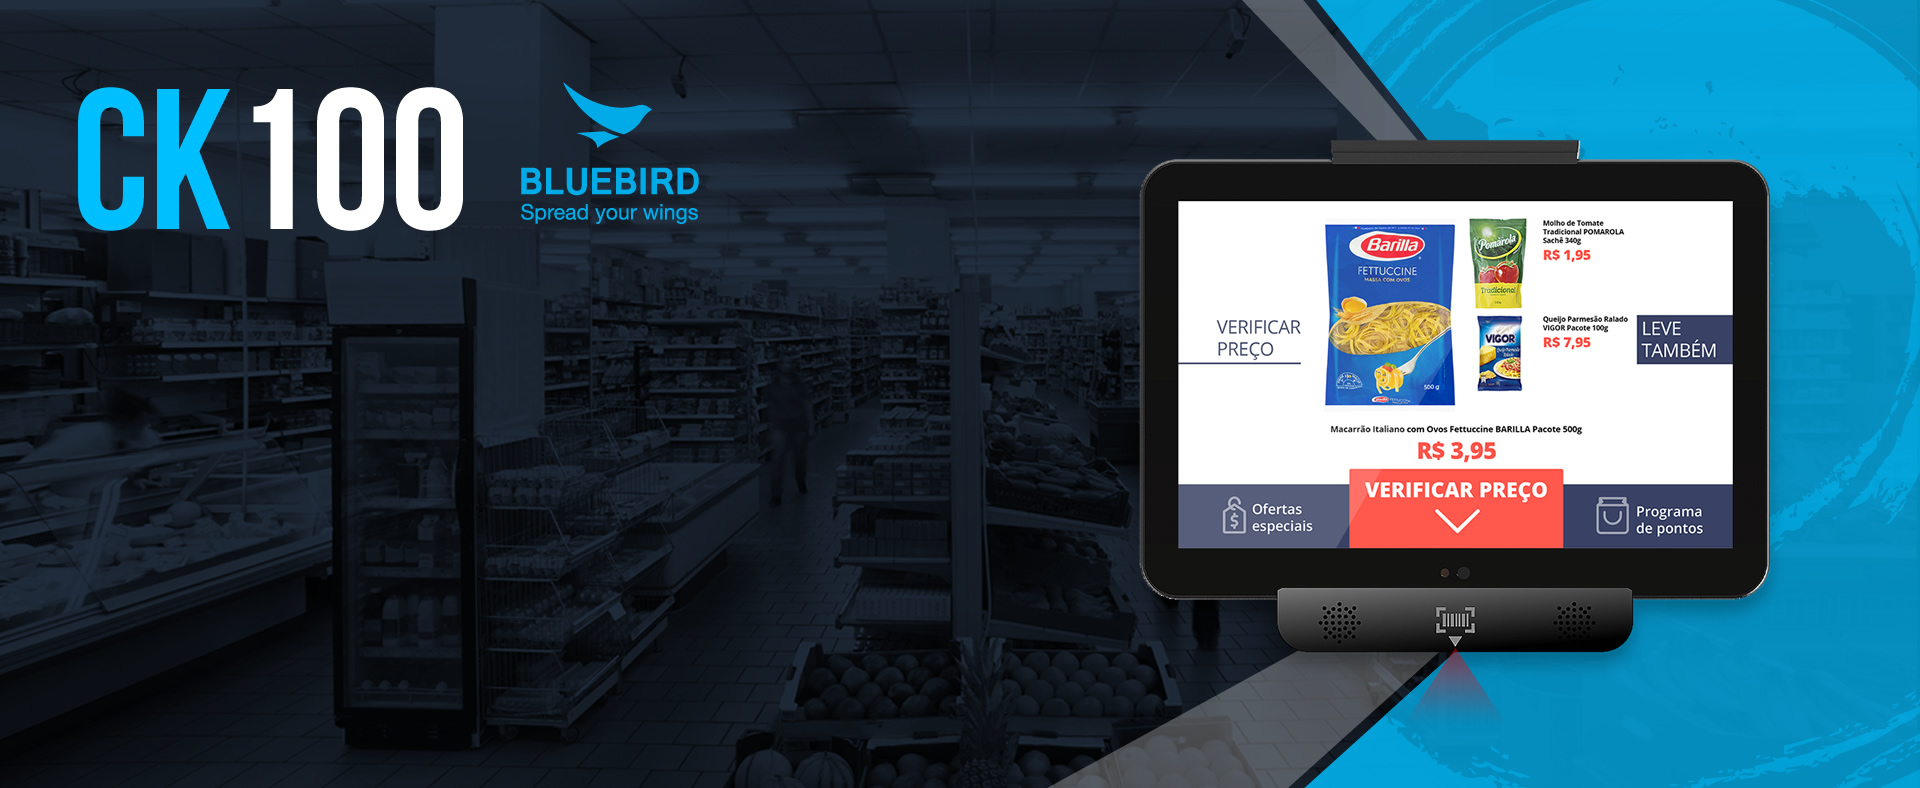 CK100
BLUEBIRD
Spread your wings
VERIFICAR
PREÇO
Barilla
FETTUCCINE
MASSA COM OVOS
500 g
Pomarola
Tradicional
VIGOR
Molho de Tomate
Tradicional POMAROLA
Sachê 340g
R$ 1,95
Queijo Parmesão Ralado
VIGOR Pacote 100g
R$ 7,95
LEVE
TAMBÉM
Macarrão Italiano com Ovos Fettuccine BARILLA Pacote 500g
R$ 3,95
Ofertas
especiais
VERIFICAR PREÇO
Programa
de pontos